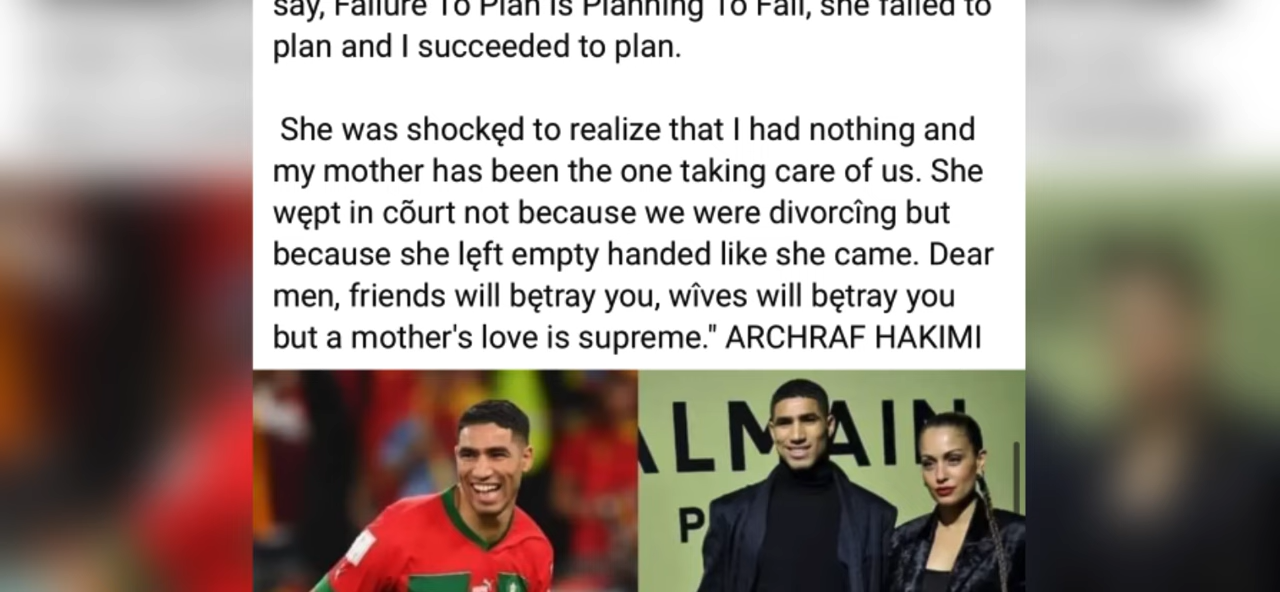 say, Failure To Plan Is Planning To Fail, she failed to
plan and I succeeded to plan.
She was shockęd to realize that I had nothing and
my mother has been the one taking care of us. She
wępt in cõurt not because we were divorcîng but
because she lęft empty handed like she came. Dear
men, friends will bętray you, wîves will bętray you
but a mother's love is supreme." ARCHRAF HAKIMI
ALMAIN
P